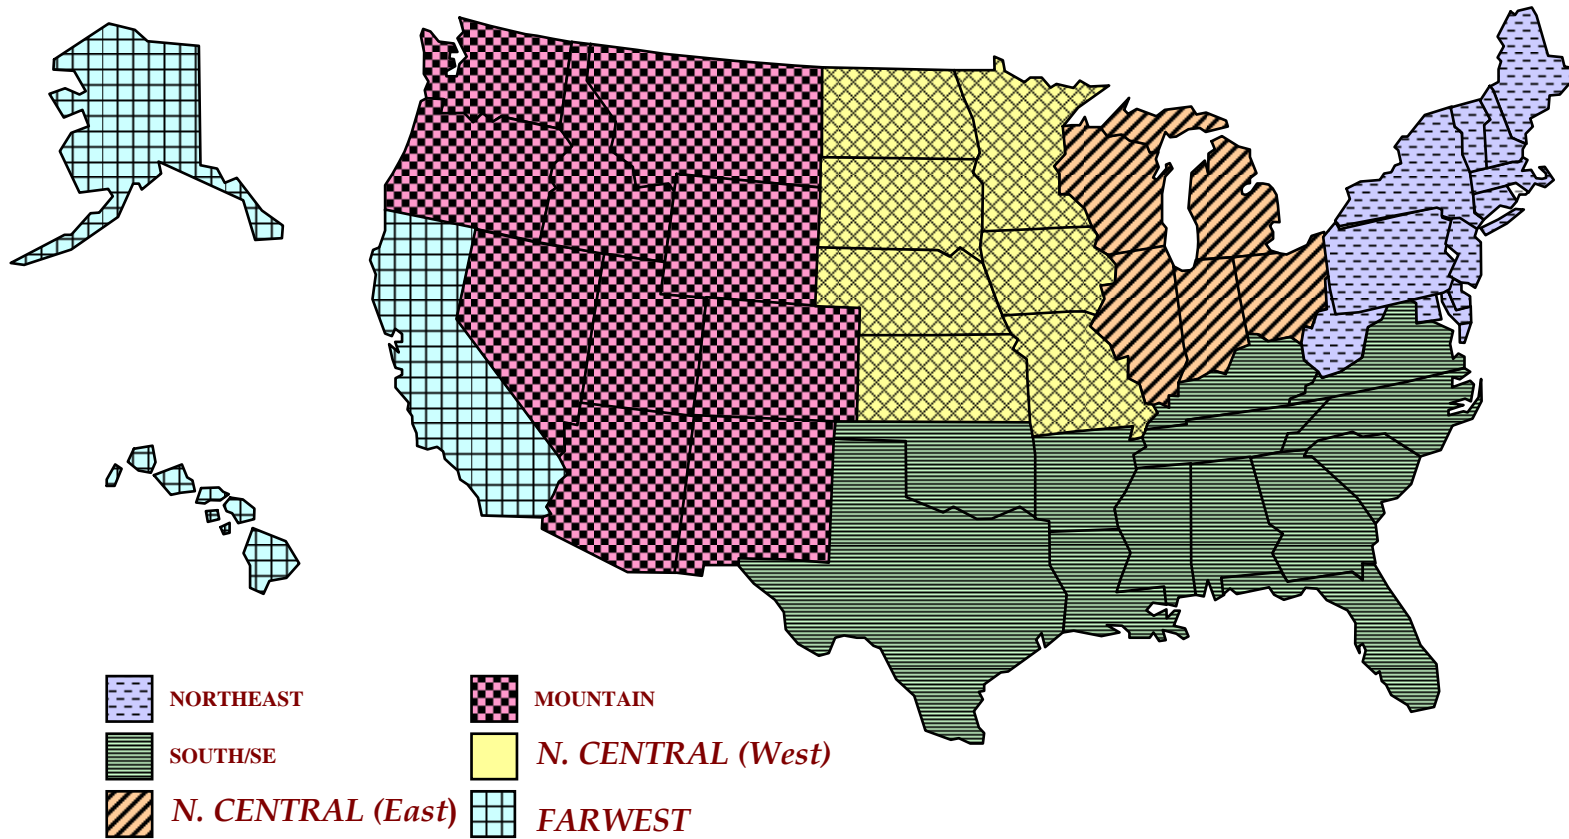 NORTHEAST
MOUNTAIN
SOUTH/SE
N. CENTRAL (West)
N. CENTRAL (East)
FARWEST